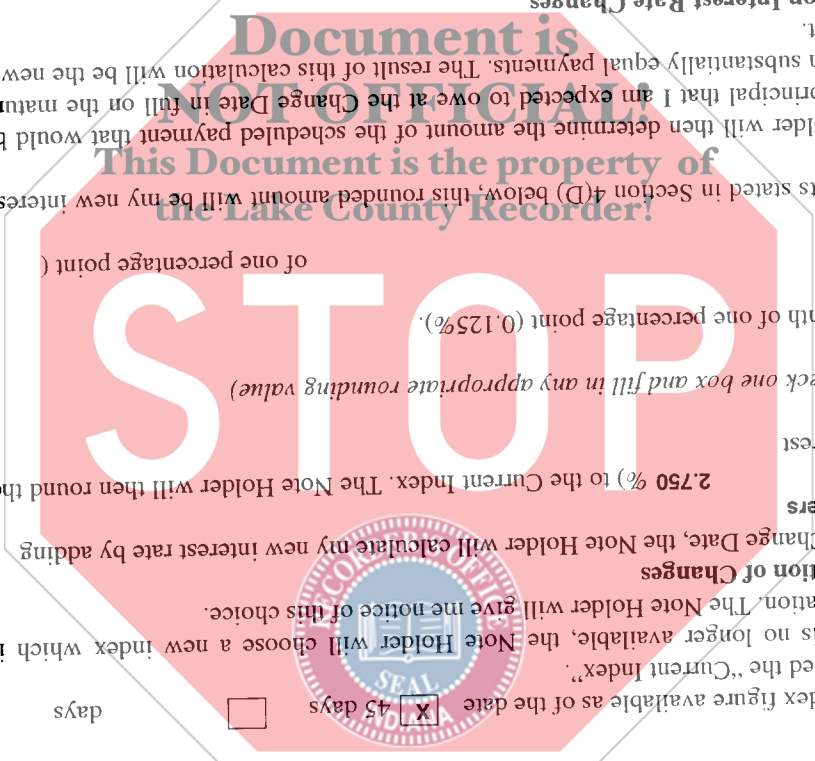 Document is
NOT OFFICIAL!
This Document is the property of
the Lake County Recorder!
STOP
RECORDER OFFIC
SEAL
INDIANA
dex figure available as of the date X 45 days days
ed the “Current Index”.
is no longer available, the Note Holder will choose a new index which i
ation. The Note Holder will give me notice of this choice.
tion of Changes
Change Date, the Note Holder will calculate my new interest rate by adding
ers
2.750 %) to the Current Index. The Note Holder will then round th
rest
eck one box and fill in any appropriate rounding value)
nth of one percentage point (0.125%).
of one percentage point (
ts stated in Section 4(D) below, this rounded amount will be my new interes
older will then determine the amount of the scheduled payment that would b
principal that I am expected to owe at the Change Date in full on the matur
n substantially equal payments. The result of this calculation will be the new
t.
on Interest Rate Changes